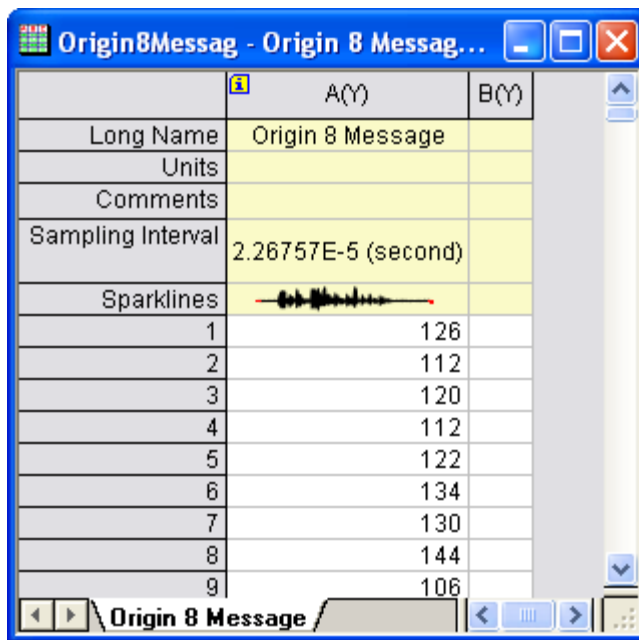 Origin8Messag - Origin 8 Messag...
A(Y) B(Y)
Long Name Origin 8 Message
Units
Comments
Sampling Interval 2.26757E-5 (second)
Sparklines
1 126
2 112
3 120
4 112
5 122
6 134
7 130
8 144
9 106
Origin 8 Message